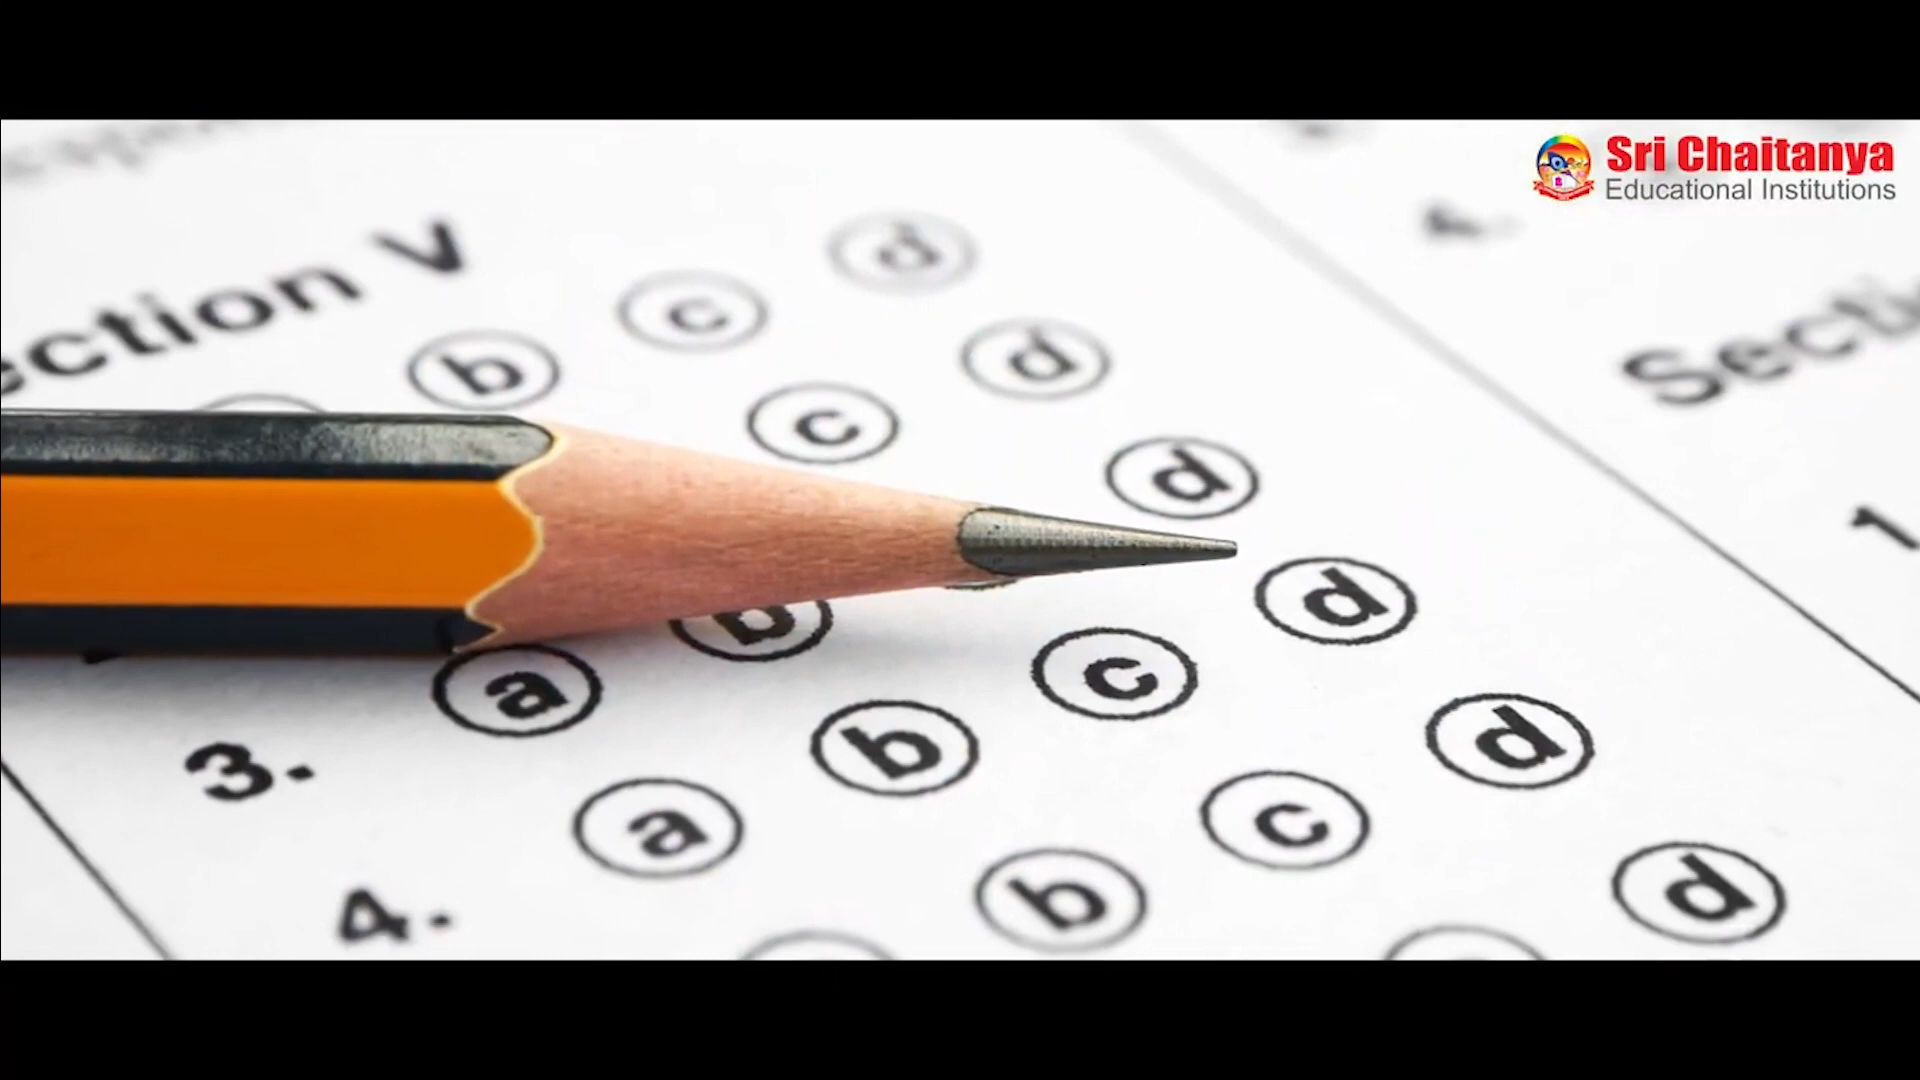 Sri Chaitanya
Educational Institutions
ection V
d
c
b
d
c
d
Secti
1
d
b
c
a
d
b
3.
c
a
d
b
4.